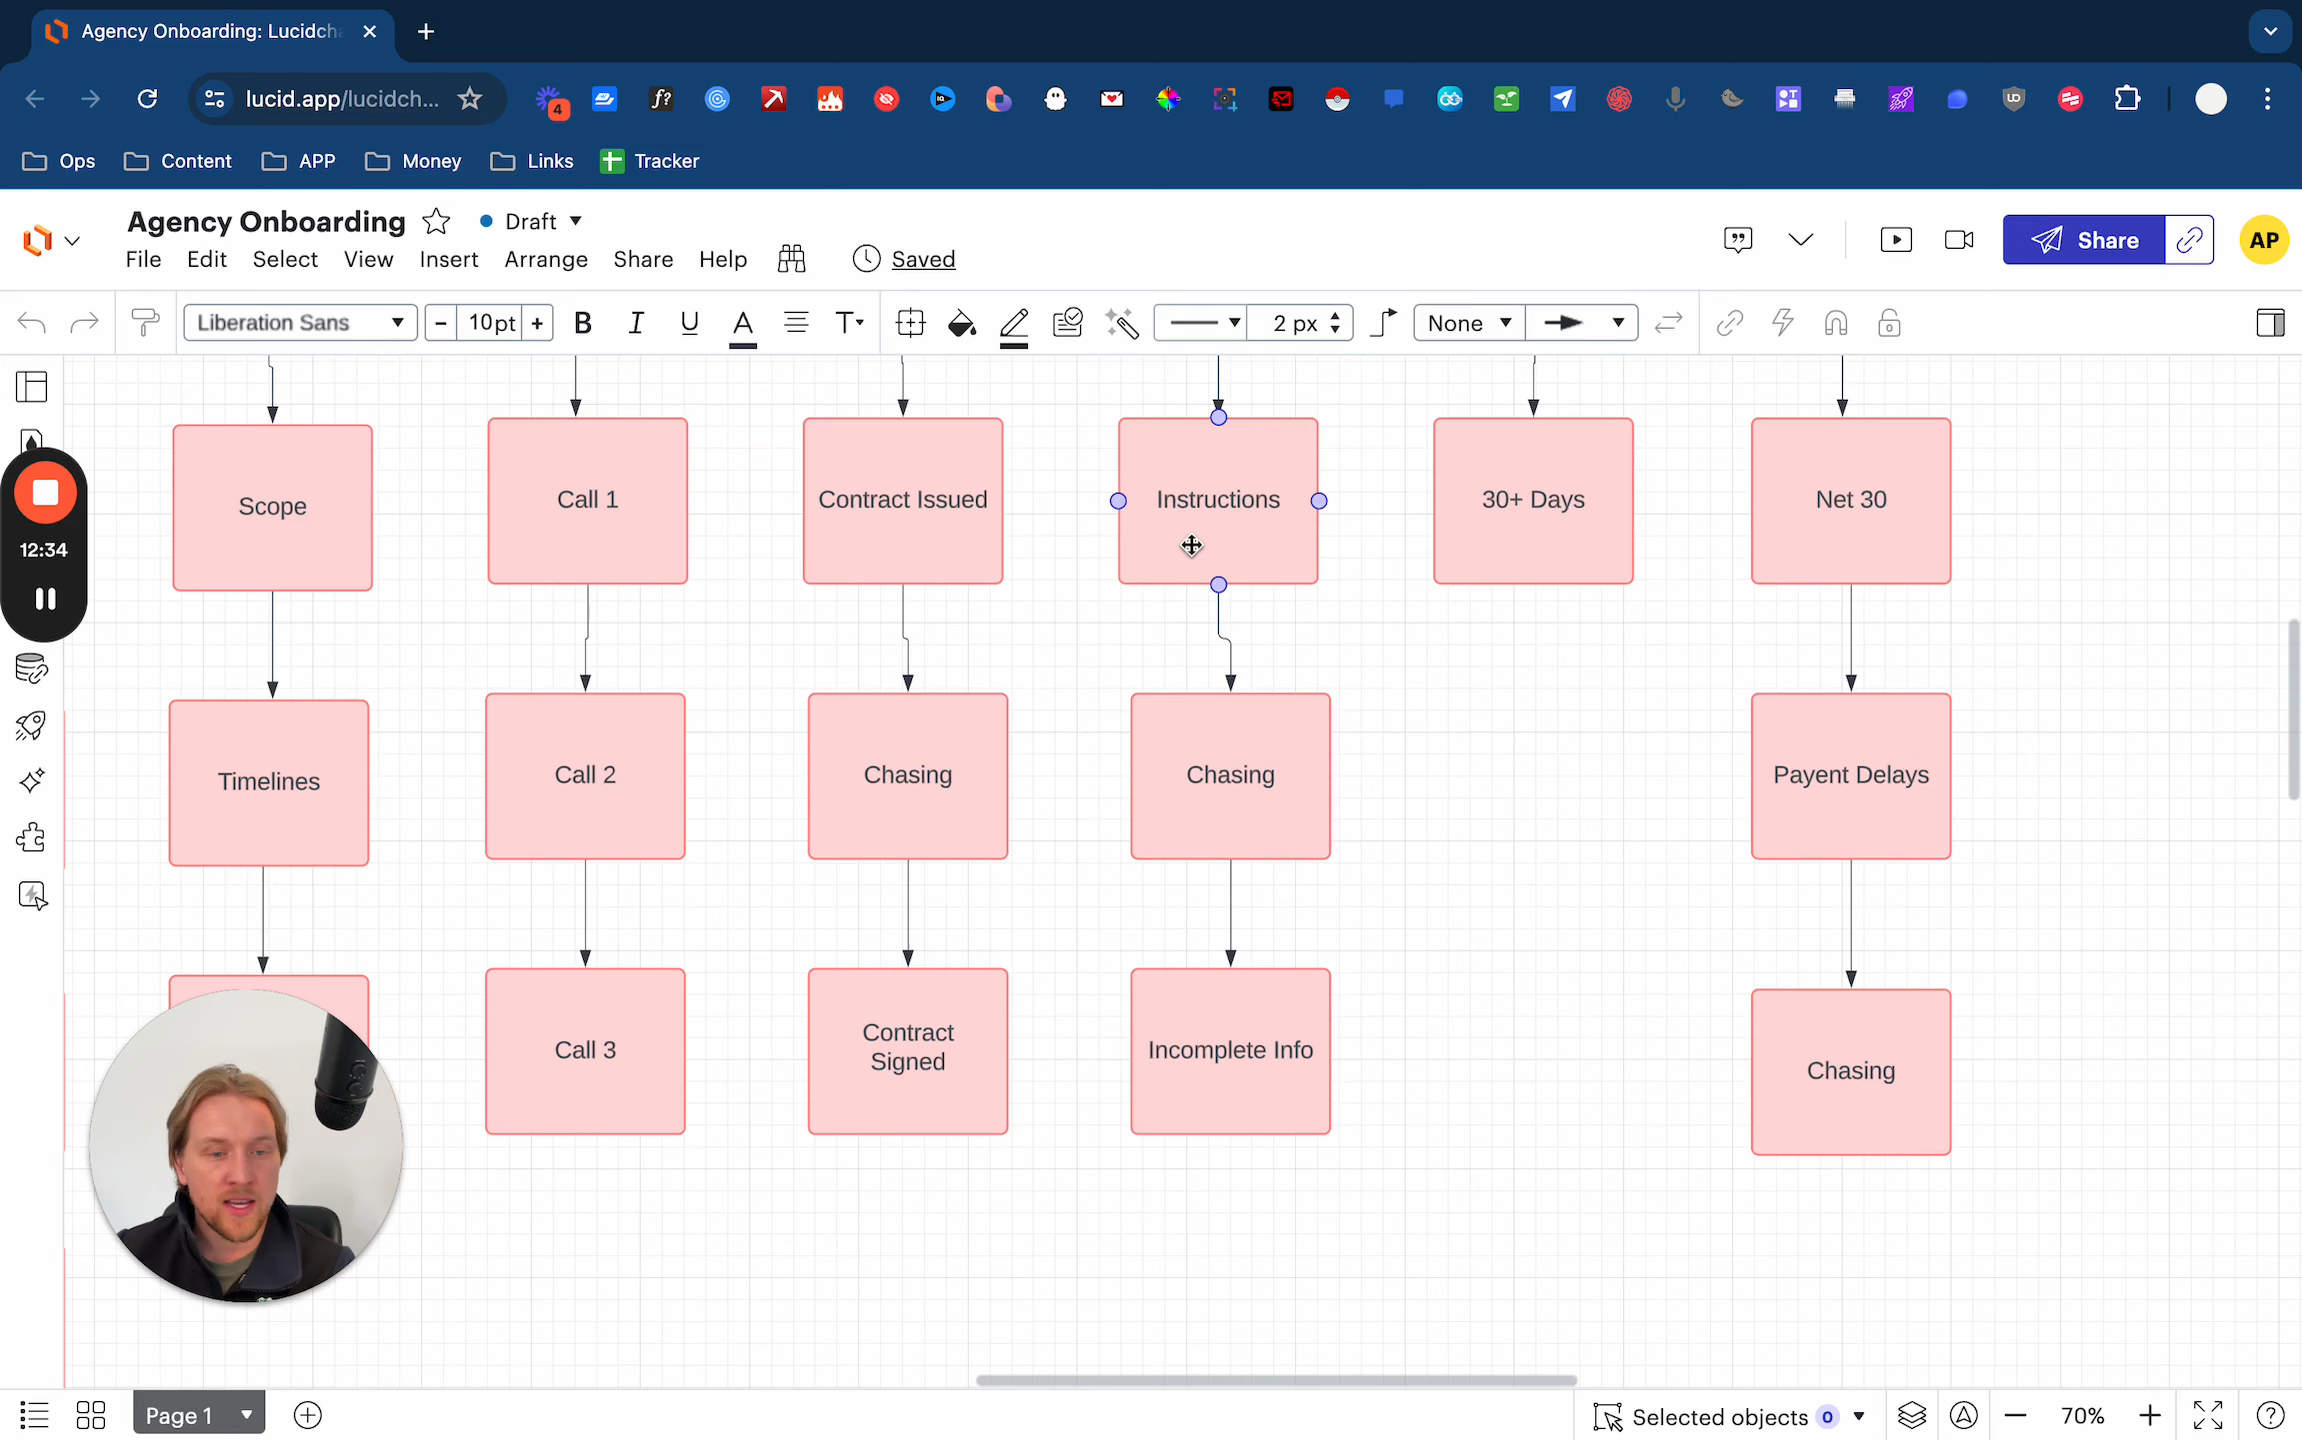 Agency Onboarding: Lucidcha
lucid.app/lucidch...
4
Ops
Content
APP
Money
Links
Tracker
Agency Onboarding
Draft
File
Edit
Select
View
Insert
Arrange
Share
Help
Saved
Share
AP
Liberation Sans
10pt
B
I
U
A
T
2 px
None
12:34
Scope
Call 1
Contract Issued
Instructions
30+ Days
Net 30
Timelines
Call 2
Chasing
Chasing
Payent Delays
Call 3
Contract
Signed
Incomplete Info
Chasing
Page 1
Selected objects
0
70%